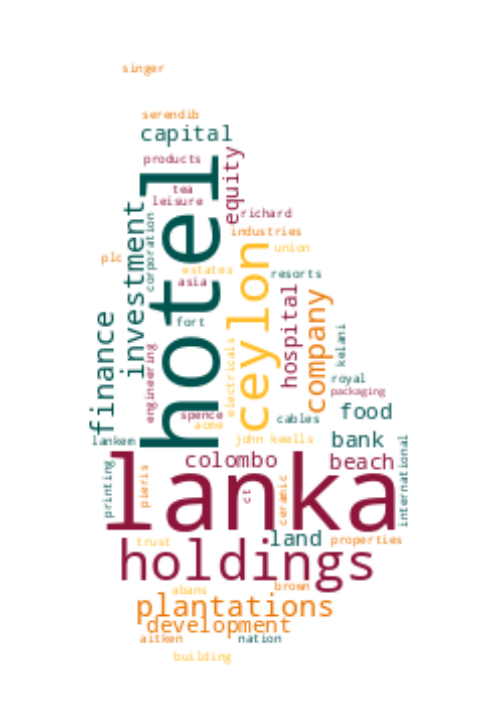 singer
serendib
capital
products
equity
hotel
tea
leisure
investment
corporation
richard
industries
ceylon
union
plc
estates
resorts
asia
hospital
company
finance
fort
kelani
electricals
engineering
royal
packaging
spence
food
acme
cables
lankem
john keells
bank
international
lanka
colombo
beach
printing
pieris
ct
ceramic
land
properties
trust
holdings
brown
abans
plantations
development
aitken
nation
building